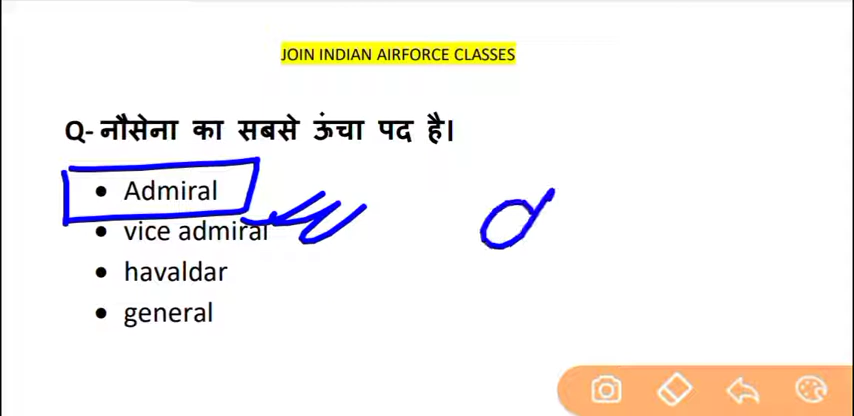 JOIN INDIAN AIRFORCE CLASSES
Q- नौसेना का सबसे ऊंचा पद है।
• Admiral
• vice admiral
• havaldar
• general